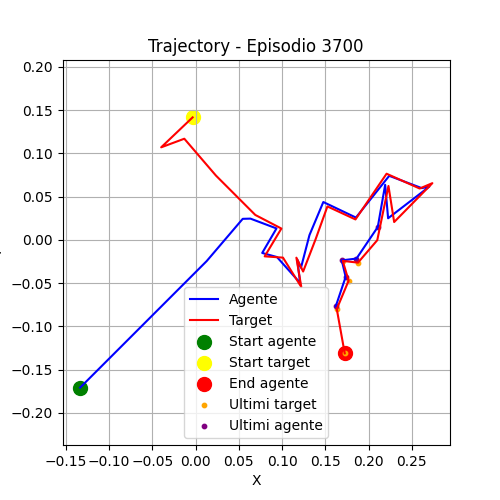 Trajectory - Episodio 3700
0.20
0.15
0.10
0.05
0.00
−0.05
−0.10
−0.15
−0.20
Agente
Target
Start agente
Start target
End agente
Ultimi target
Ultimi agente
−0.15 −0.10 −0.05 0.00 0.05 0.10 0.15 0.20 0.25
X